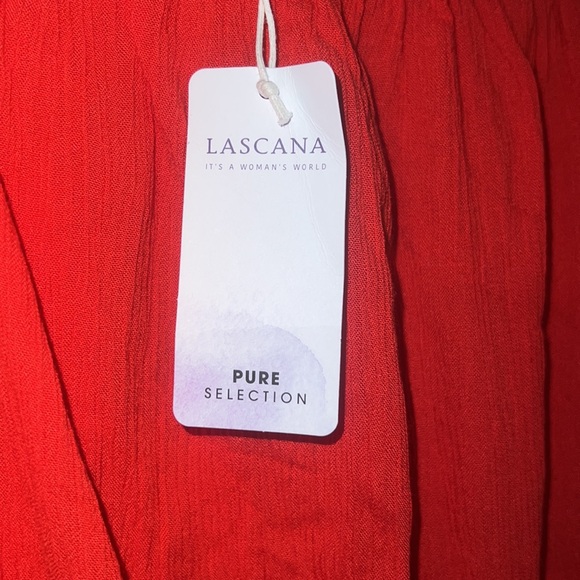 LASCANA
IT'S A WOMAN'S WORLD
PURE
SELECTION